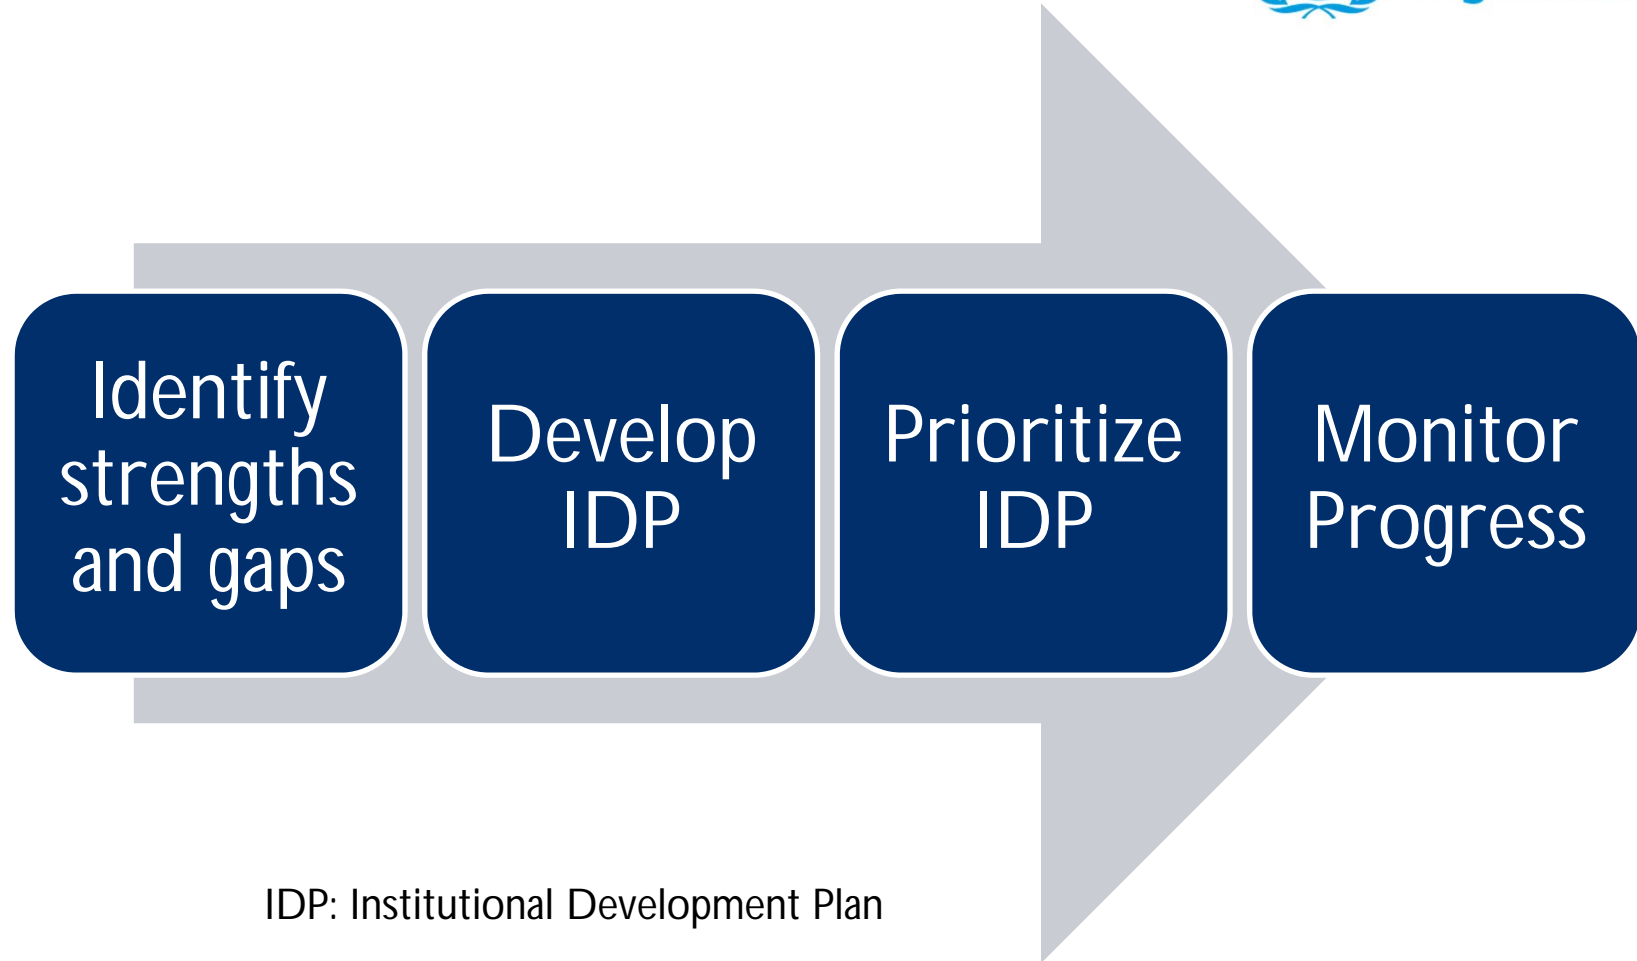 Identify
strengths
and gaps
Develop
IDP
Prioritize
IDP
Monitor
Progress
IDP: Institutional Development Plan